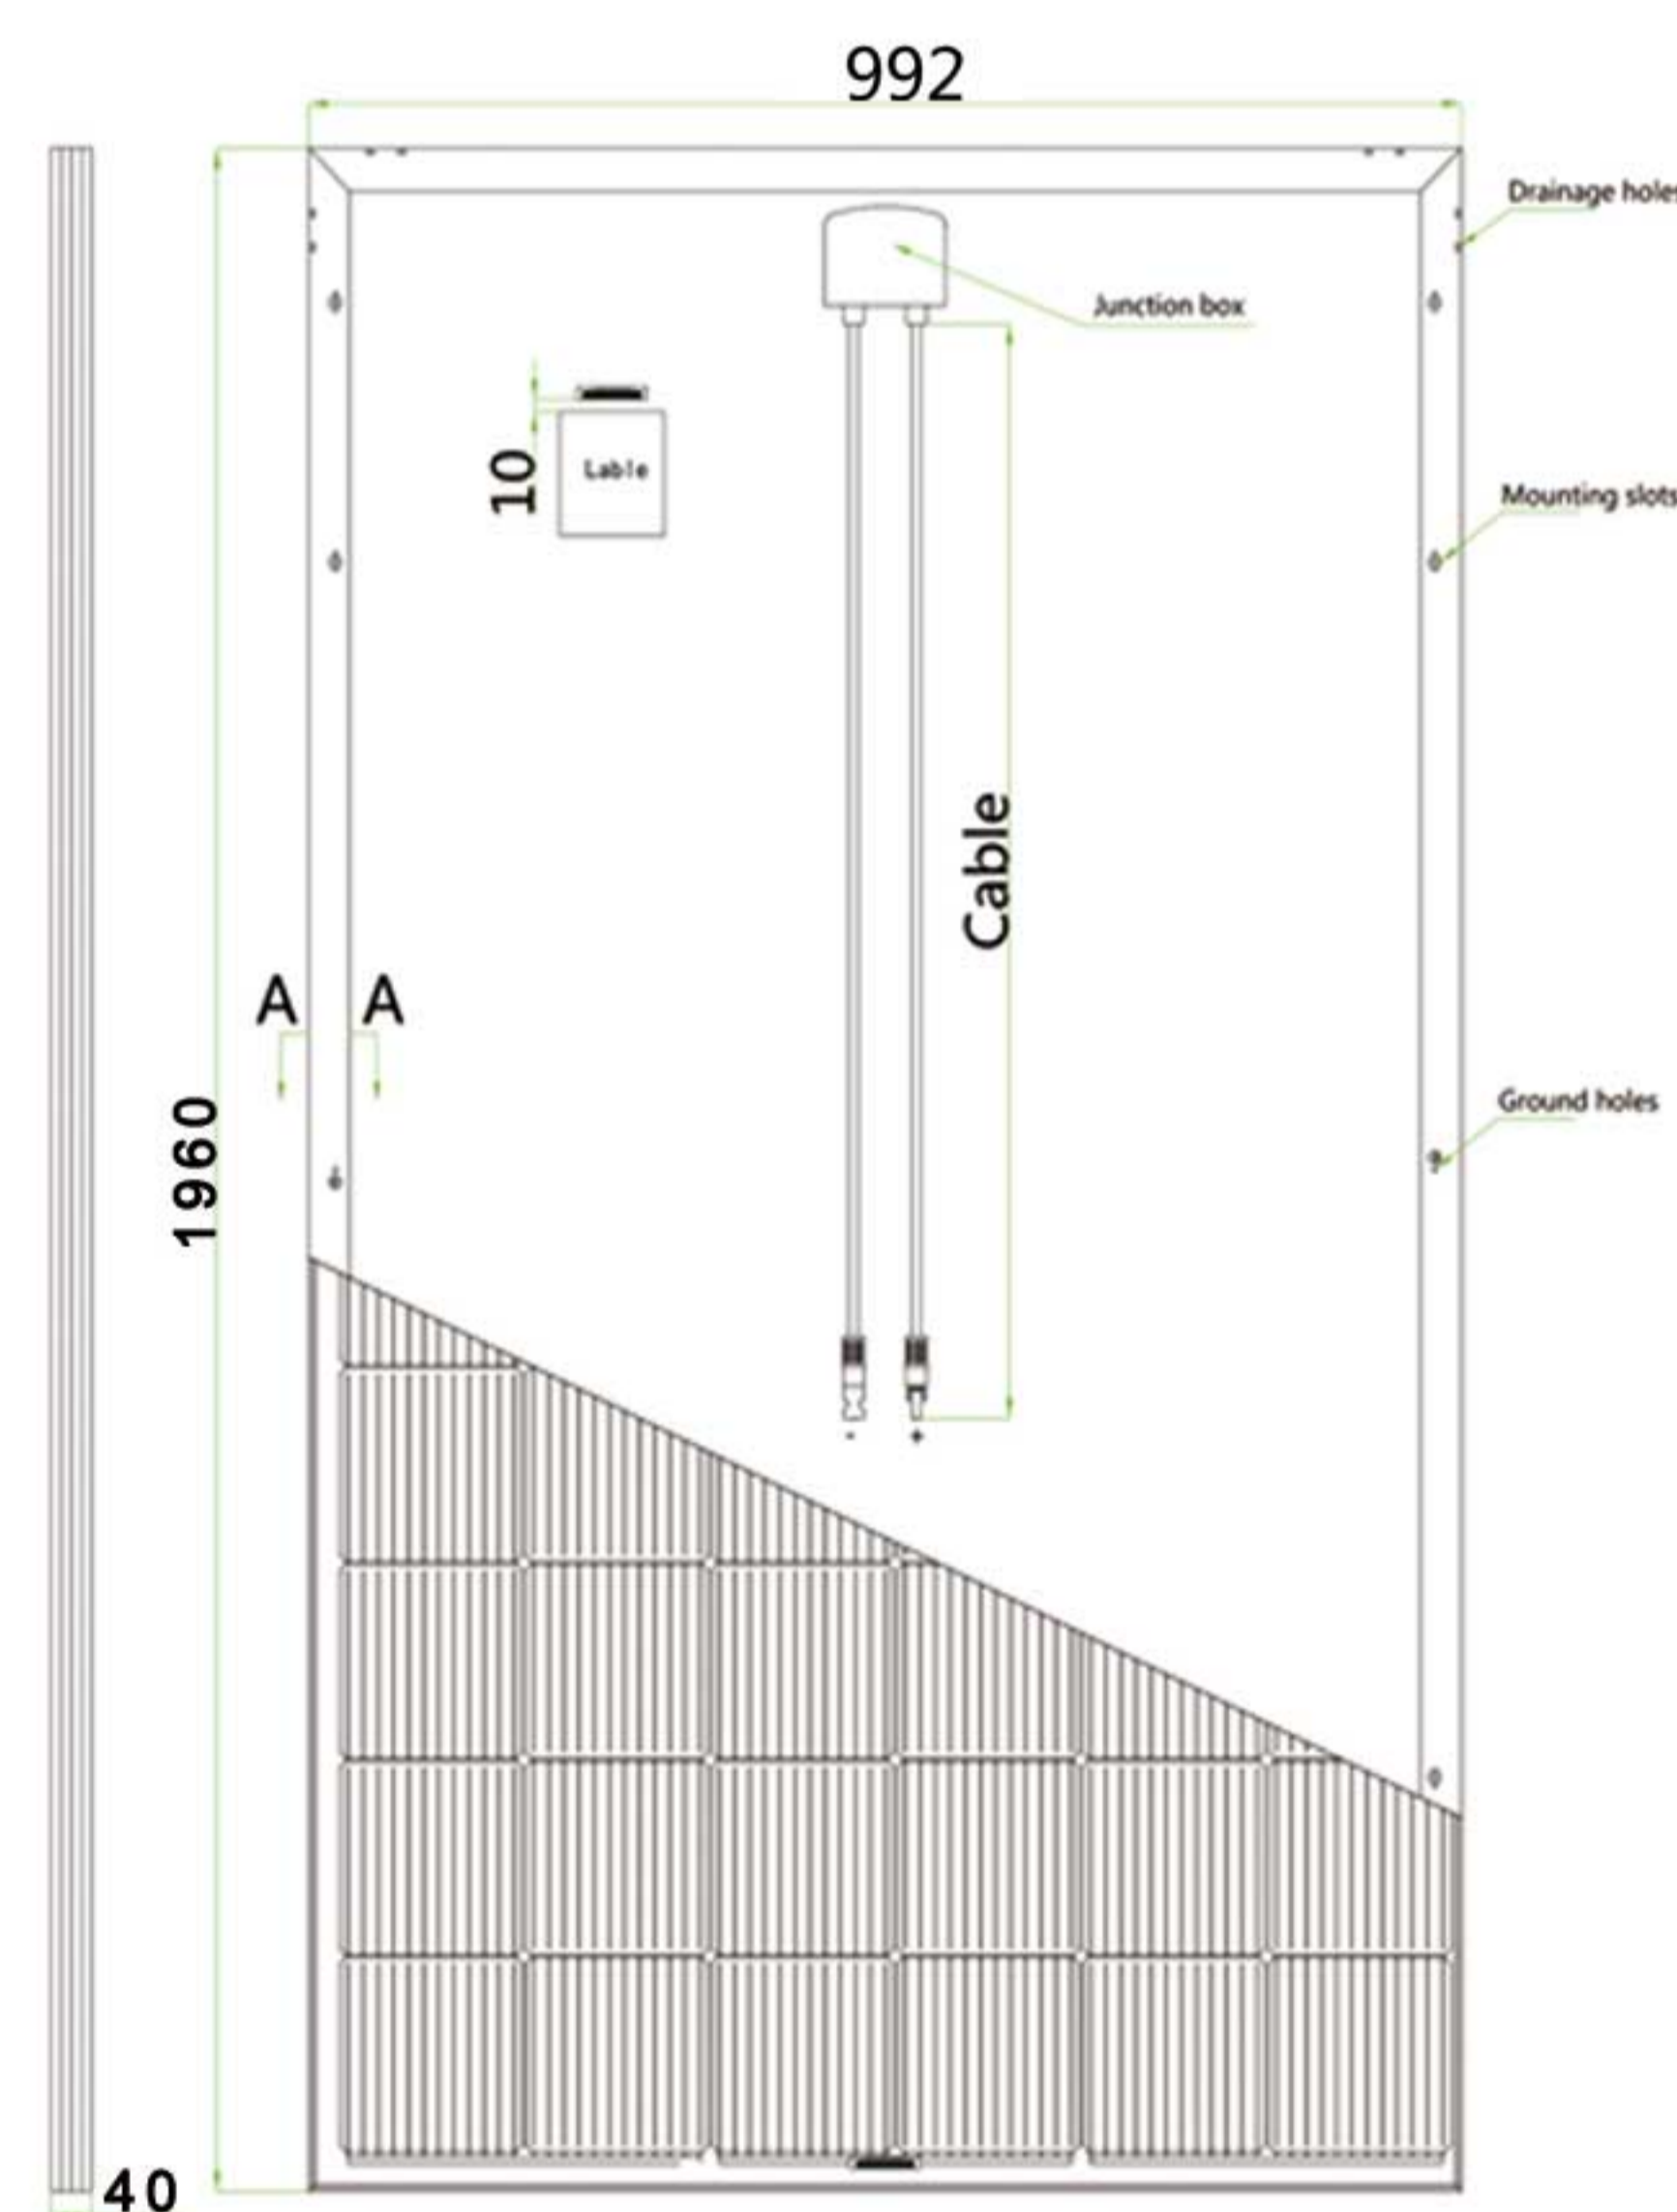 992
Drainage holes
Junction box
10
Lable
Mounting slots
Cable
A A
1960
Ground holes
- +
40